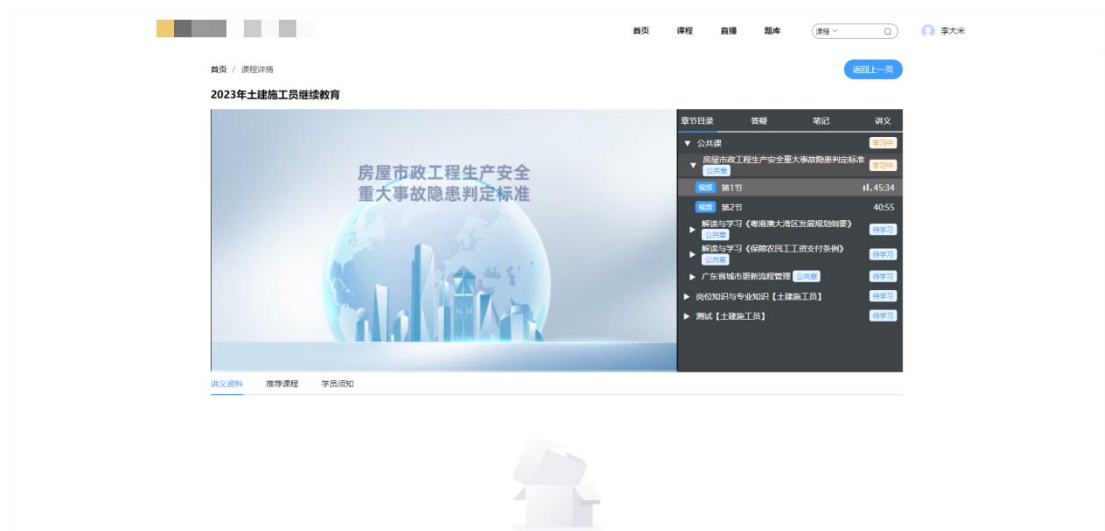 首页 课程 直播 题库 课程 李大米
首页 / 课程详情
返回上一页
2023年土建施工员继续教育
房屋市政工程生产安全
重大事故隐患判定标准
章节目录 答疑 笔记 讲义
公共课 学习中
房屋市政工程生产安全重大事故隐患判定标准 学习中
公共章
视频 第1节 45:34
视频 第2节 40:55
解读与学习《粤港澳大湾区发展规划纲要》 待学习
公共章
解读与学习《保障农民工工资支付条例》 待学习
公共章
广东省城市更新流程管理 公共章 待学习
岗位知识与专业知识【土建施工员】 待学习
测试【土建施工员】 待学习
讲义资料 推荐课程 学员须知